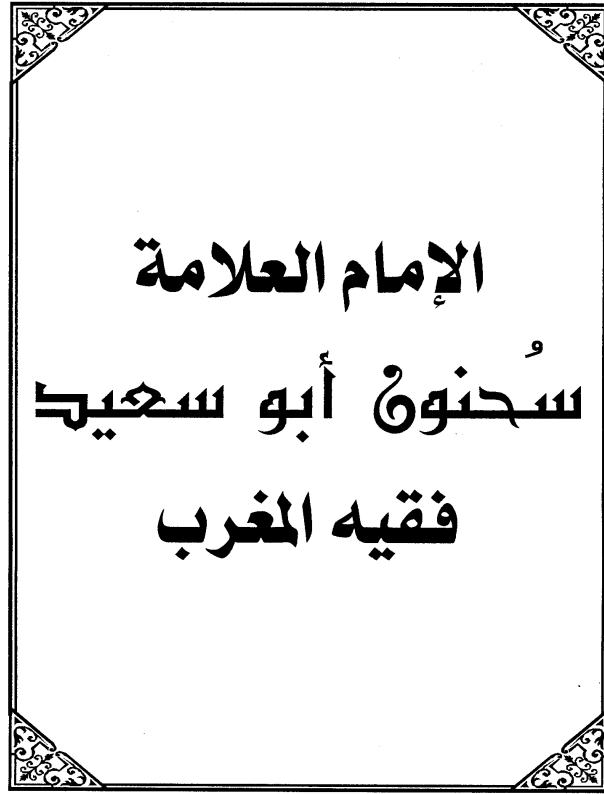 الإمام العلامة
سُحنون أبو سعيد
فقيه المغرب